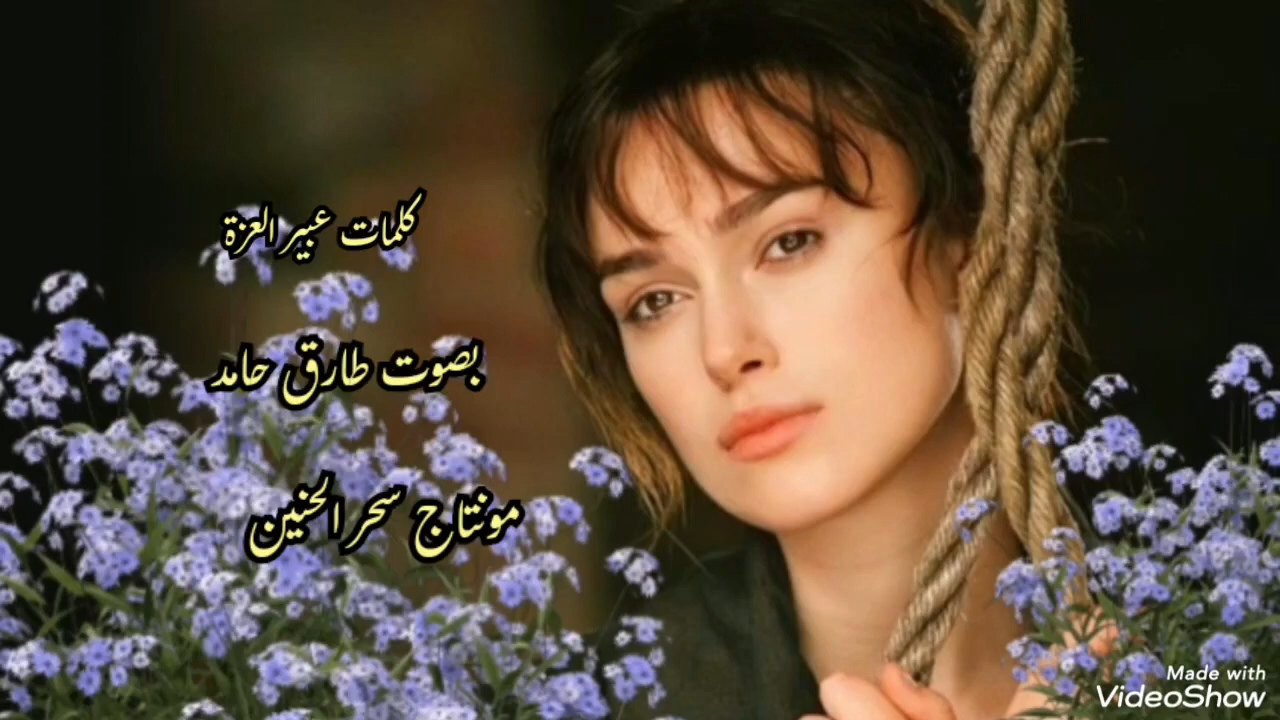 كلمات عبير العزة
بصوت طارق حامد
مونتاج سحر الحنين
Made with
VideoShow